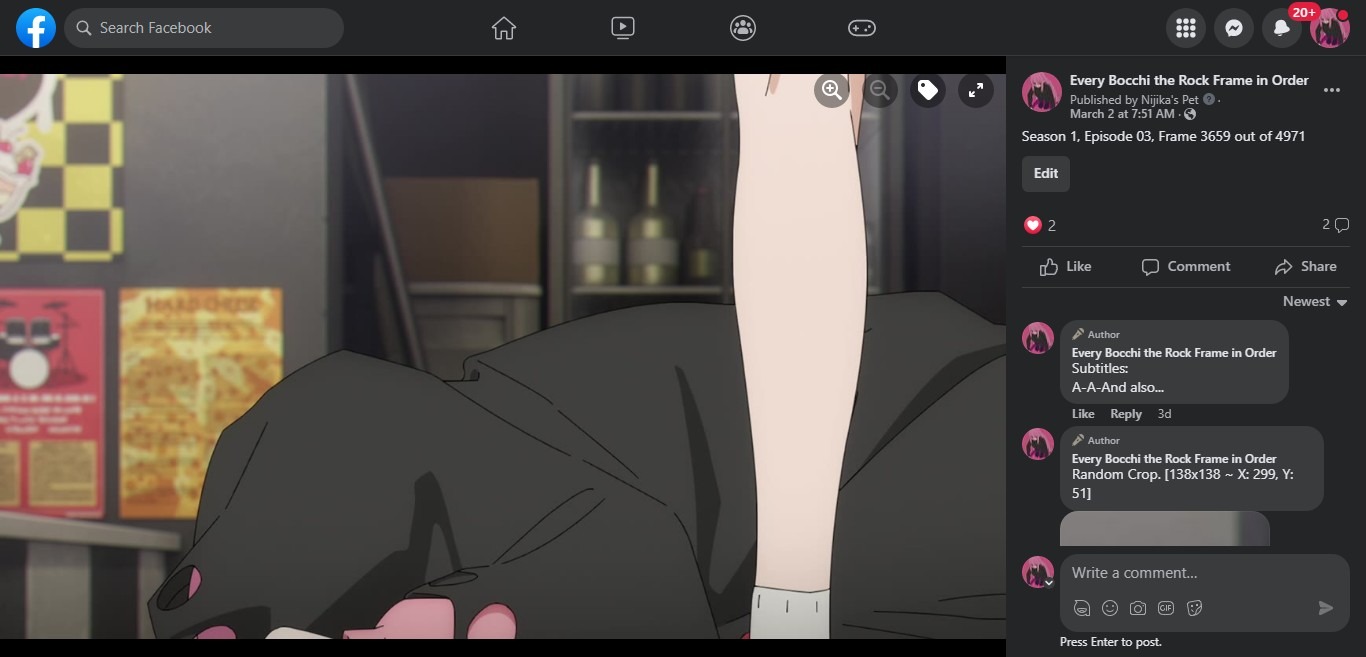 Search Facebook
20+
Every Bocchi the Rock Frame in Order
Published by Nijika's Pet ·
March 2 at 7:51 AM ·
Season 1, Episode 03, Frame 3659 out of 4971
Edit
2
2
Like
Comment
Share
Newest
Author
Every Bocchi the Rock Frame in Order
Subtitles:
A-A-And also...
Like Reply 3d
Author
Every Bocchi the Rock Frame in Order
Random Crop. [138x138 ~ X: 299, Y:
51]
Write a comment...
GIF
Press Enter to post.
HARD CHEESE